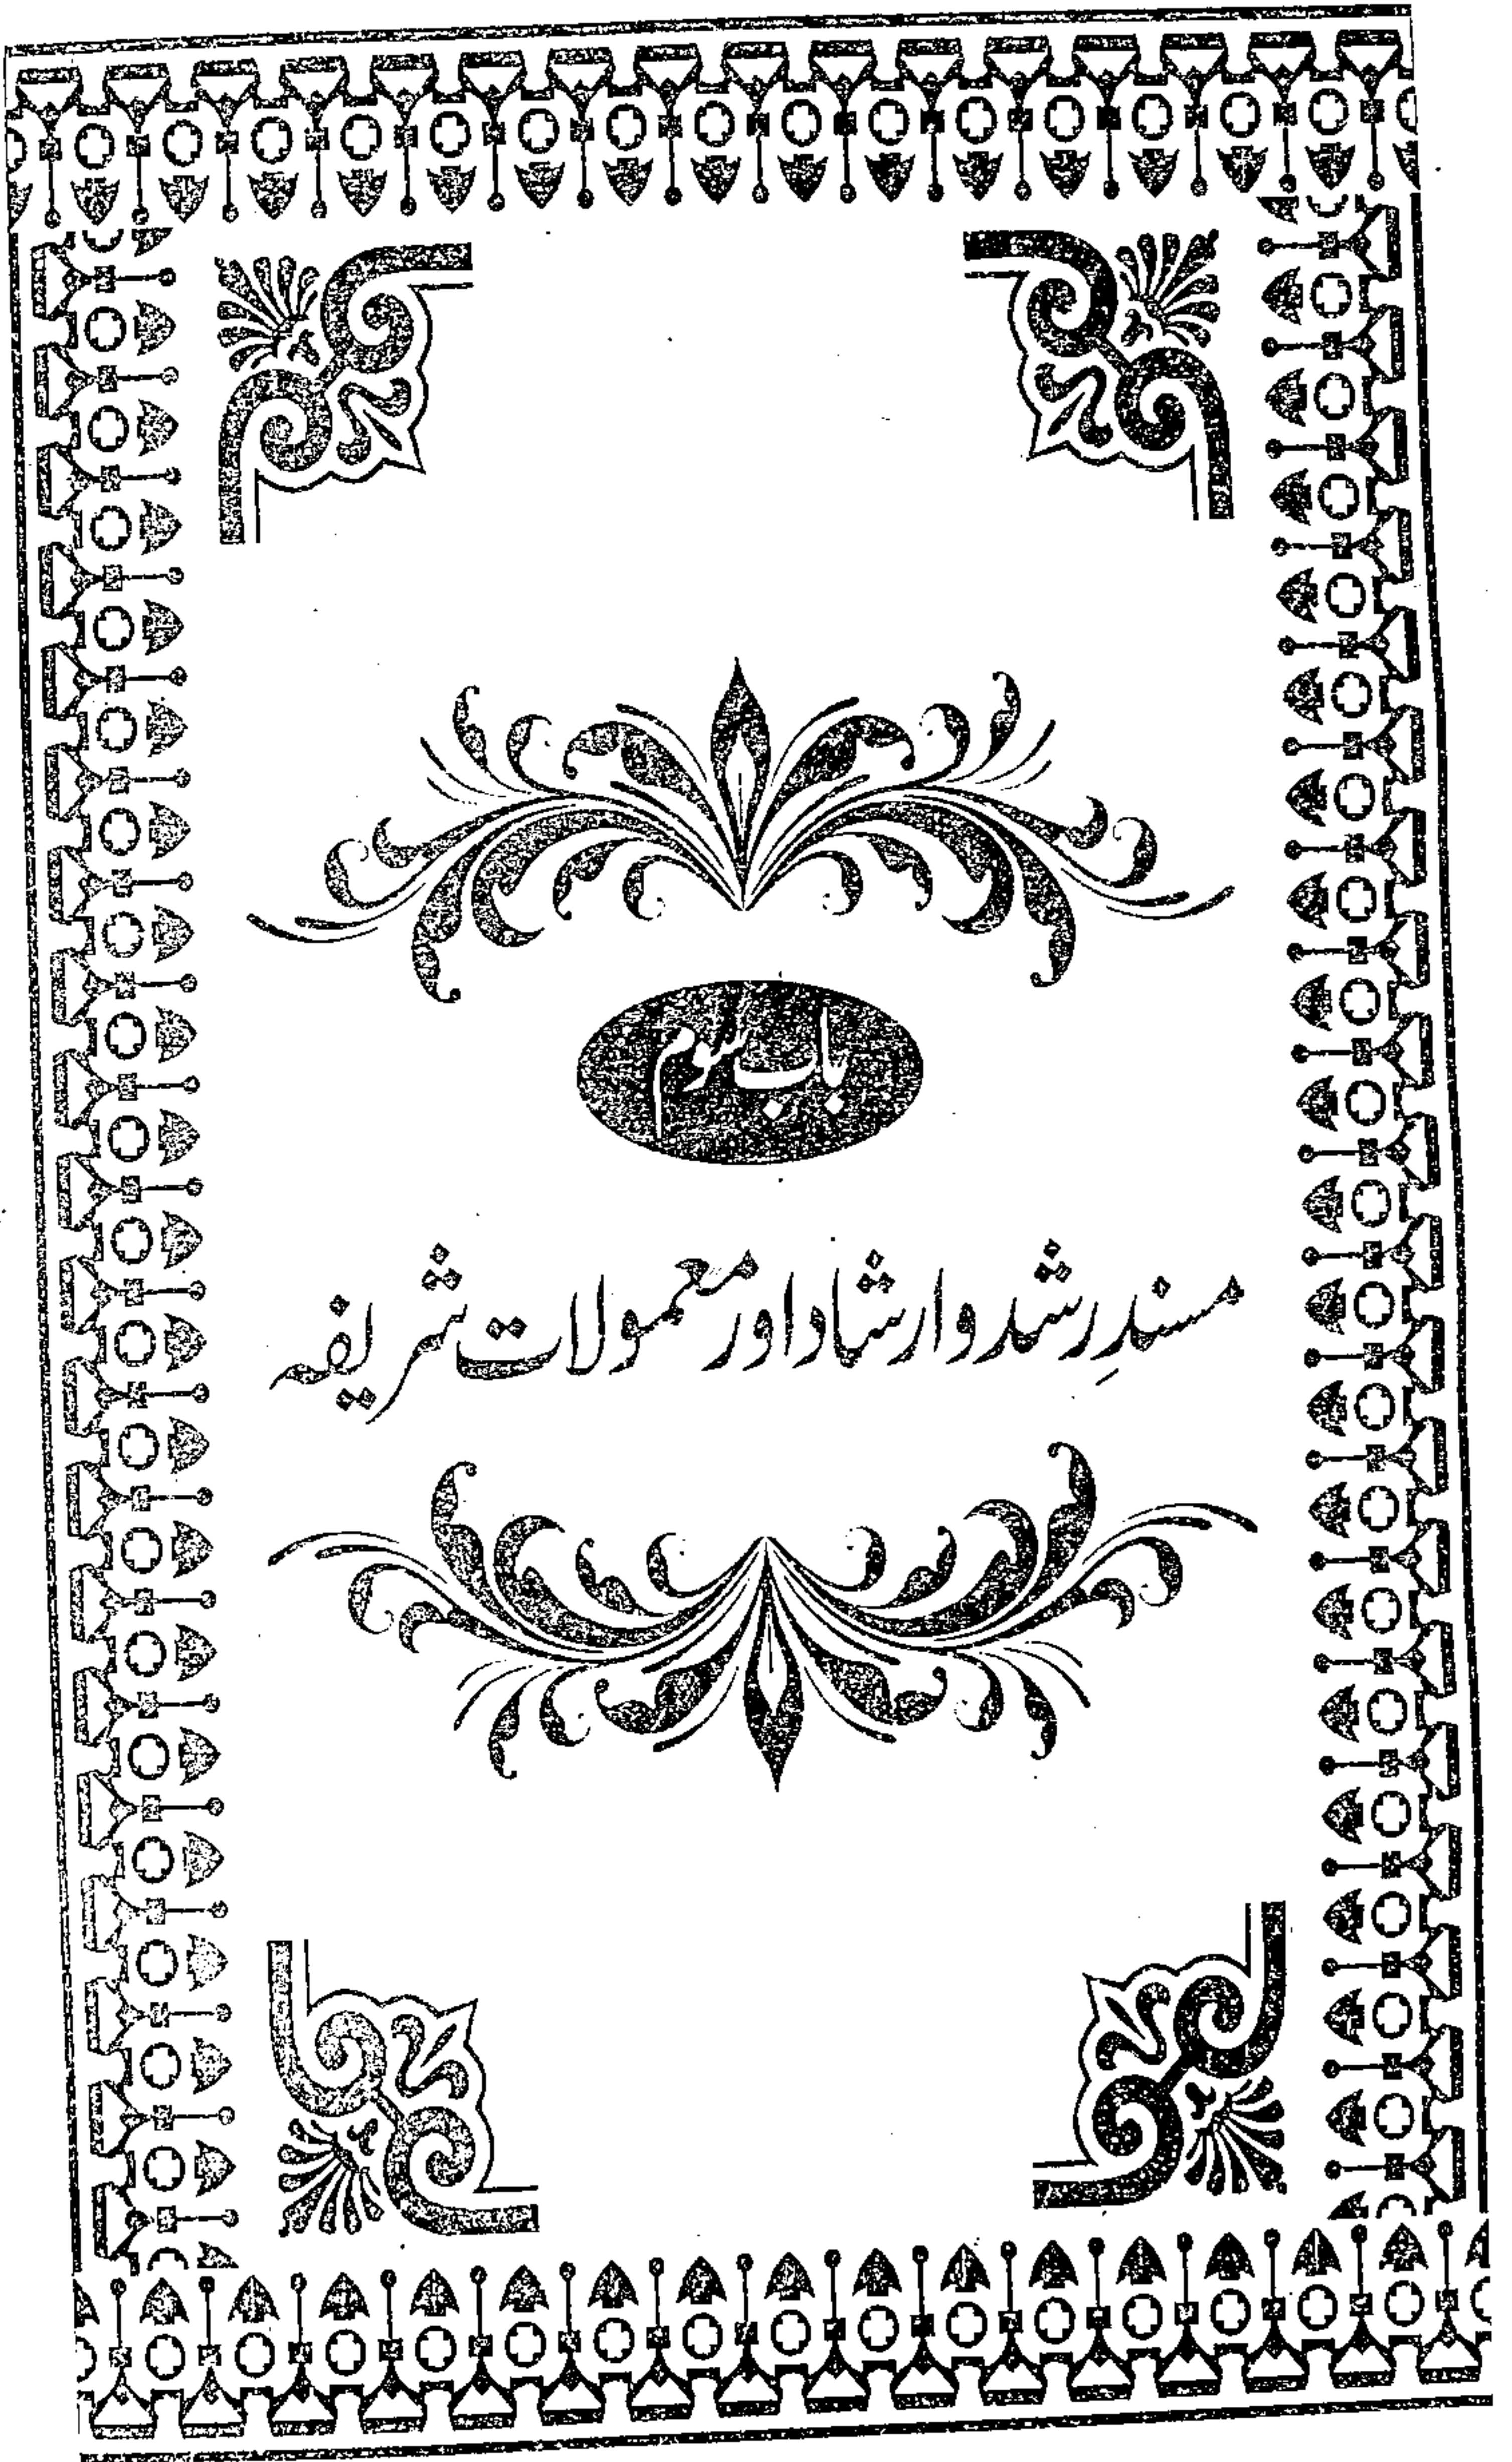 باب سوم
مسندِ رشد و ارشاد اور معمولات شریفہ